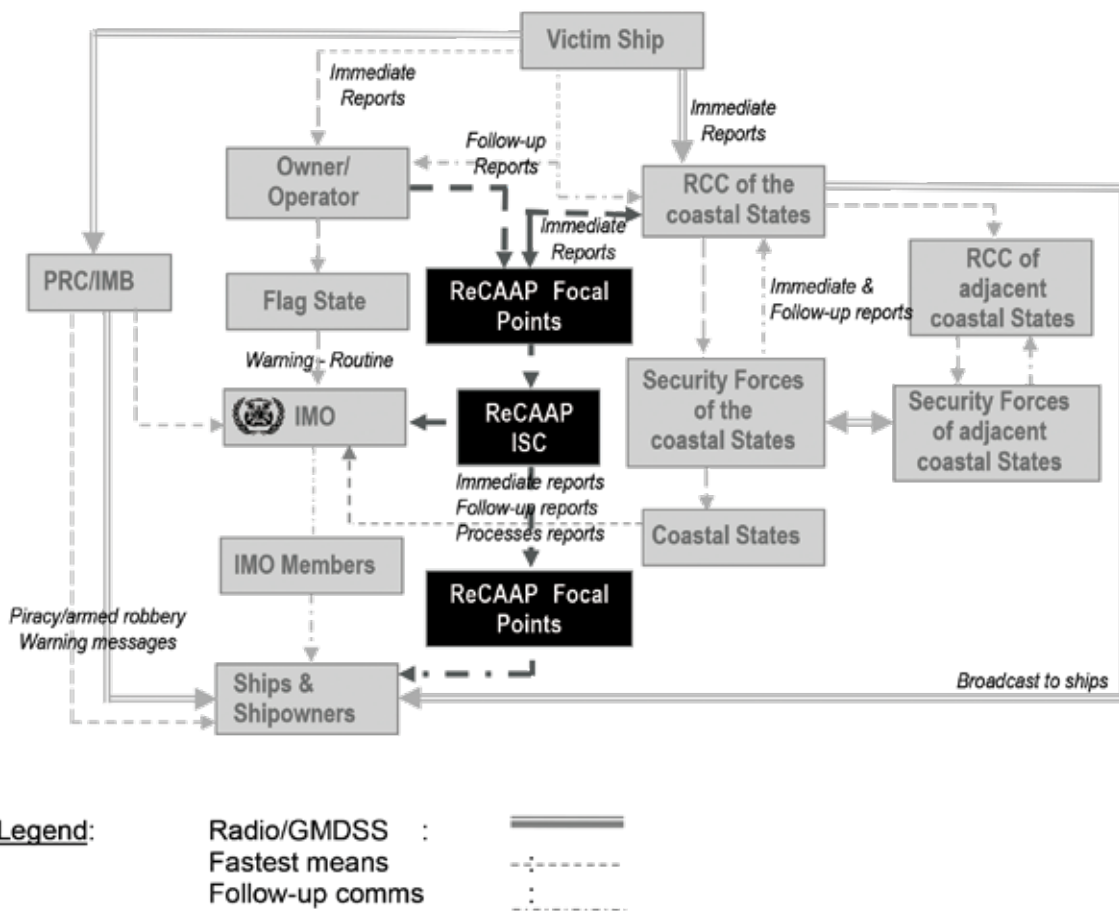 Victim Ship
Immediate
Reports
Immediate
Reports
Follow-up
Reports
Owner/
Operator
RCC of the
coastal States
Immediate
Reports
PRC/IMB
Flag State
ReCAAP Focal
Points
Immediate &
Follow-up reports
RCC of
adjacent
coastal States
Warning - Routine
IMO
ReCAAP
ISC
Security Forces
of the
coastal States
Security Forces
of adjacent
coastal States
Immediate reports
Follow-up reports
Processes reports
Coastal States
IMO Members
ReCAAP Focal
Points
Piracy/armed robbery
Warning messages
Ships &
Shipowners
Broadcast to ships
Legend:
Radio/GMDSS :
Fastest means :
Follow-up comms :